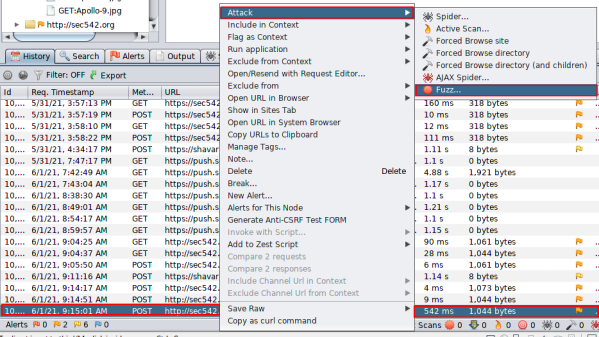 GET:Apollo-9.jpg
http://sec542.org
History Search Alerts Output
Filter: OFF Export
Id Req. Timestamp Met... URL
10,... 5/31/21, 3:57:13 PM GET https://sec542 160 ms 318 bytes
10,... 5/31/21, 3:57:19 PM POST https://sec542 10 ms 318 bytes
10,... 5/31/21, 3:58:10 PM GET https://sec542 12 ms 318 bytes
10,... 5/31/21, 3:58:22 PM POST https://sec542 111 ms 318 bytes
10,... 5/31/21, 4:34:17 PM POST https://shavar 1.11 s 8 bytes
10,... 5/31/21, 7:47:17 PM GET https://push.s 1.1 s 0 bytes
10,... 6/1/21, 7:42:49 AM GET https://push.s 4.88 s 1,921 bytes
10,... 6/1/21, 7:43:04 AM GET https://push.s 1.17 s 0 bytes
10,... 6/1/21, 8:38:30 AM GET https://push.s 1.1 s 0 bytes
10,... 6/1/21, 8:49:01 AM GET https://push.s 1.21 s 0 bytes
10,... 6/1/21, 8:54:17 AM GET https://push.s 1.1 s 0 bytes
10,... 6/1/21, 8:59:57 AM GET https://push.s 1.15 s 0 bytes
10,... 6/1/21, 9:04:25 AM GET http://sec542. 90 ms 1,061 bytes
10,... 6/1/21, 9:04:37 AM GET http://sec542. 28 ms 1,044 bytes
10,... 6/1/21, 9:05:50 AM POST http://sec542. 6 ms 1,061 bytes
10,... 6/1/21, 9:11:16 AM POST https://shavar 1.14 s 8 bytes
10,... 6/1/21, 9:14:17 AM POST http://sec542. 4 ms 1,073 bytes
10,... 6/1/21, 9:14:51 AM POST http://sec542. 9 ms 1,044 bytes
10,... 6/1/21, 9:15:01 AM POST http://sec542. 542 ms 1,044 bytes
Alerts 0 2 6 0 Scans 0 0 0 0 0 0
Attack
Include in Context
Flag as Context
Run application
Exclude from Context
Open/Resend with Request Editor...
Exclude from
Open URL in Browser
Show in Sites Tab
Open URL in System Browser
Copy URLs to Clipboard
Manage Tags...
Note...
Delete Delete
Break...
New Alert...
Alerts for This Node
Generate Anti-CSRF Test FORM
Invoke with Script...
Add to Zest Script
Compare 2 requests
Compare 2 responses
Include Channel Url in Context
Exclude Channel Url from Context
Save Raw
Copy as curl command
Spider...
Active Scan...
Forced Browse site
Forced Browse directory
Forced Browse directory (and children)
AJAX Spider...
Fuzz...